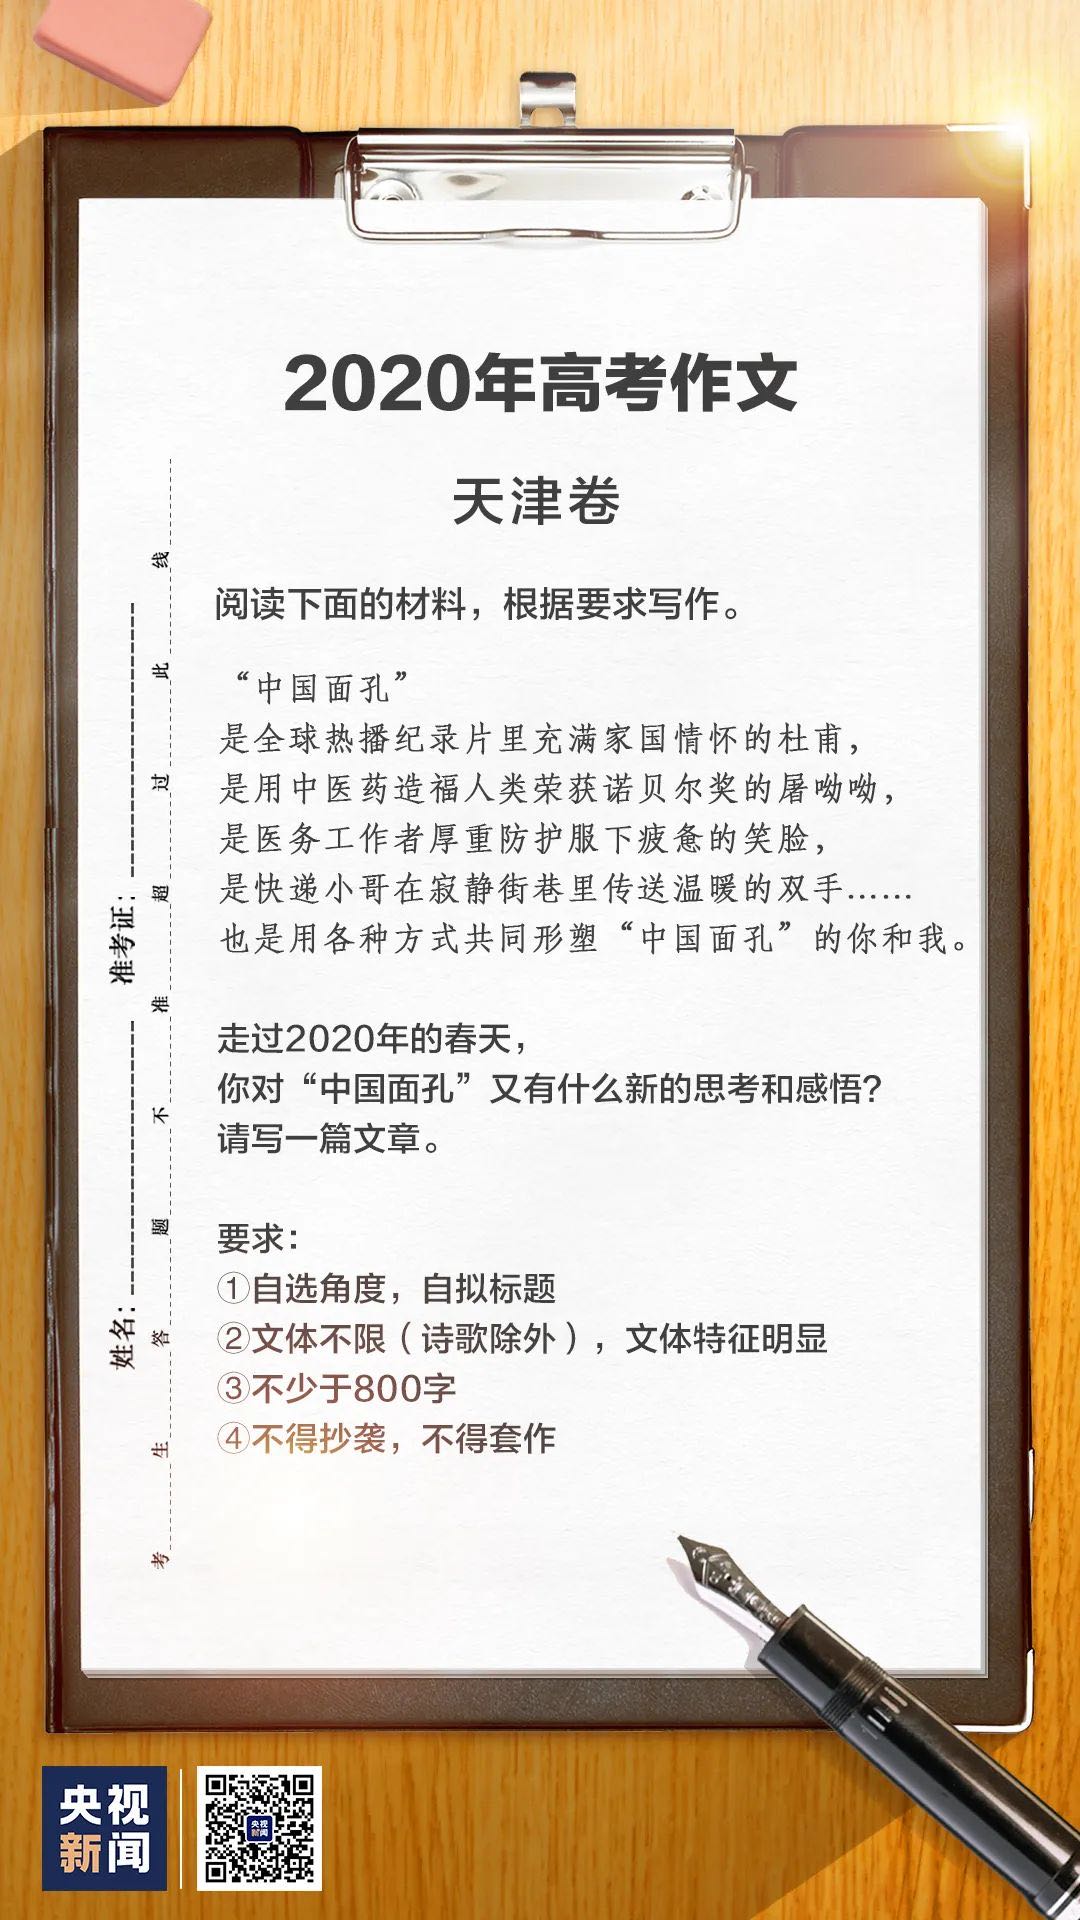 2020年高考作文
天津卷
阅读下面的材料，根据要求写作。
“中国面孔”
是全球热播纪录片里充满家国情怀的杜甫，
是用中医药造福人类荣获诺贝尔奖的屠呦呦，
是医务工作者厚重防护服下疲惫的笑脸，
是快递小哥在寂静街巷里传送温暖的双手……
也是用各种方式共同形塑“中国面孔”的你和我。
走过2020年的春天，
你对“中国面孔”又有什么新的思考和感悟？
请写一篇文章。
要求：
①自选角度，自拟标题
②文体不限（诗歌除外），文体特征明显
③不少于800字
④不得抄袭，不得套作
姓名： 准考证：
考生答题不准超过此线
央视
新闻
央视
新闻